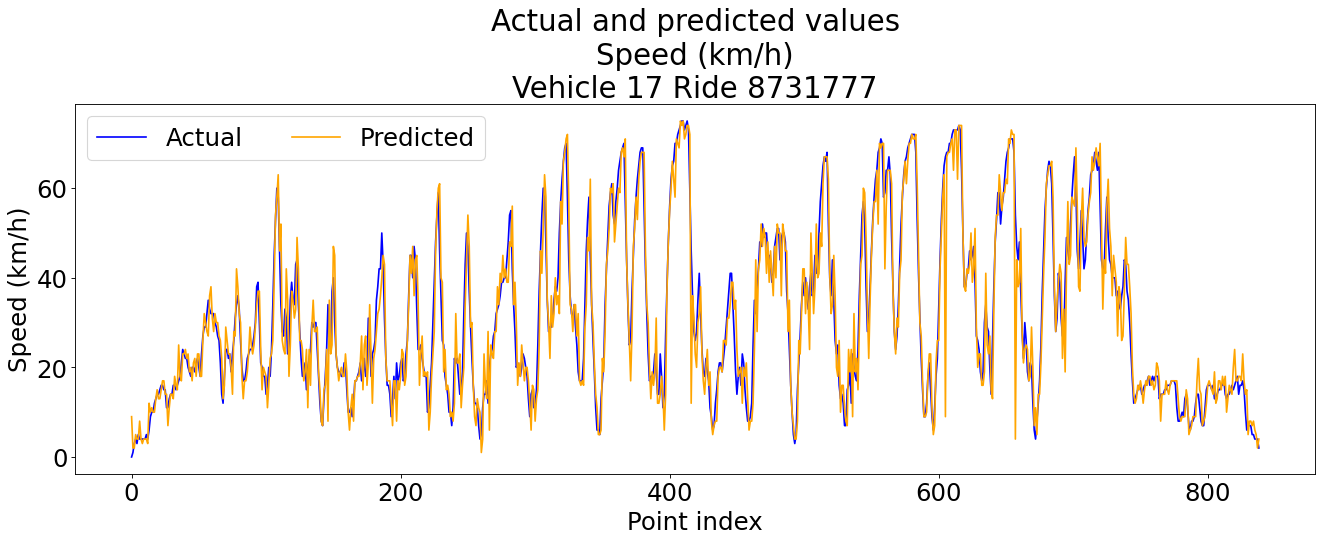 Actual and predicted values
Speed (km/h)
Vehicle 17 Ride 8731777
Actual Predicted
Speed (km/h)
60
40
20
0
0 200 400 600 800
Point index